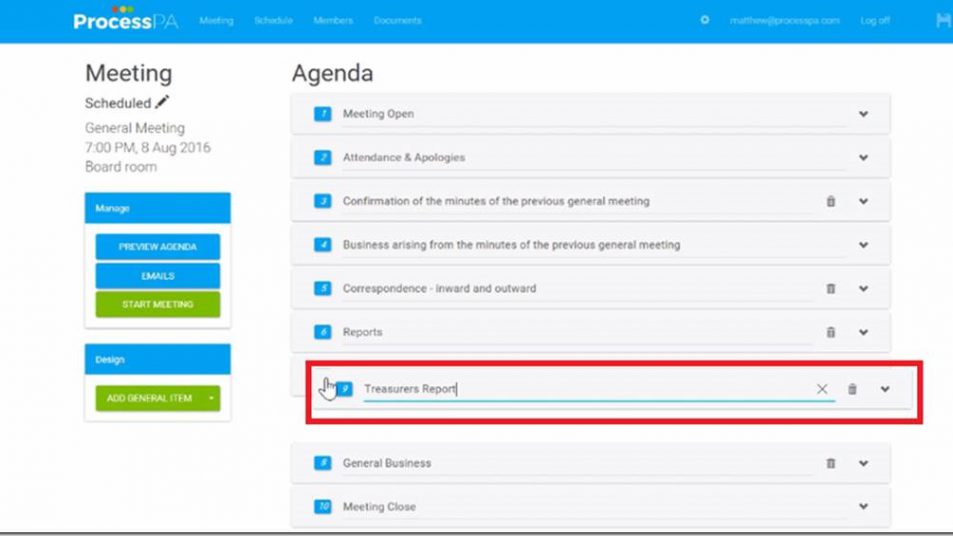 ProcessPA Meeting Schedule Members Documents matthew@processpa.com Log off
Meeting
Scheduled
General Meeting
7:00 PM, 8 Aug 2016
Board room
Manage
PREVIEW AGENDA
EMAILS
START MEETING
Design
ADD GENERAL ITEM
Agenda
1 Meeting Open
2 Attendance & Apologies
3 Confirmation of the minutes of the previous general meeting
4 Business arising from the minutes of the previous general meeting
5 Correspondence - inward and outward
6 Reports
9 Treasurers Report
8 General Business
10 Meeting Close